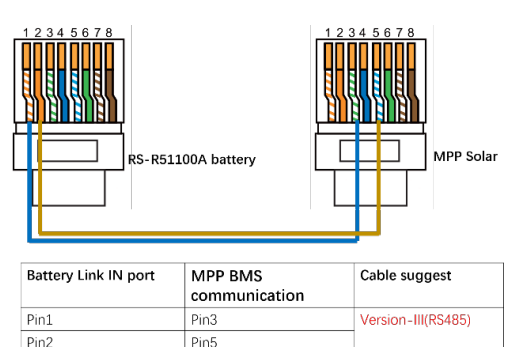 1 2 3 4 5 6 7 8
1 2 3 4 5 6 7 8
RS-R51100A battery
MPP Solar
Battery Link IN port
MPP BMS
communication
Cable suggest
Pin1
Pin3
Version-III(RS485)
Pin2
Pin5